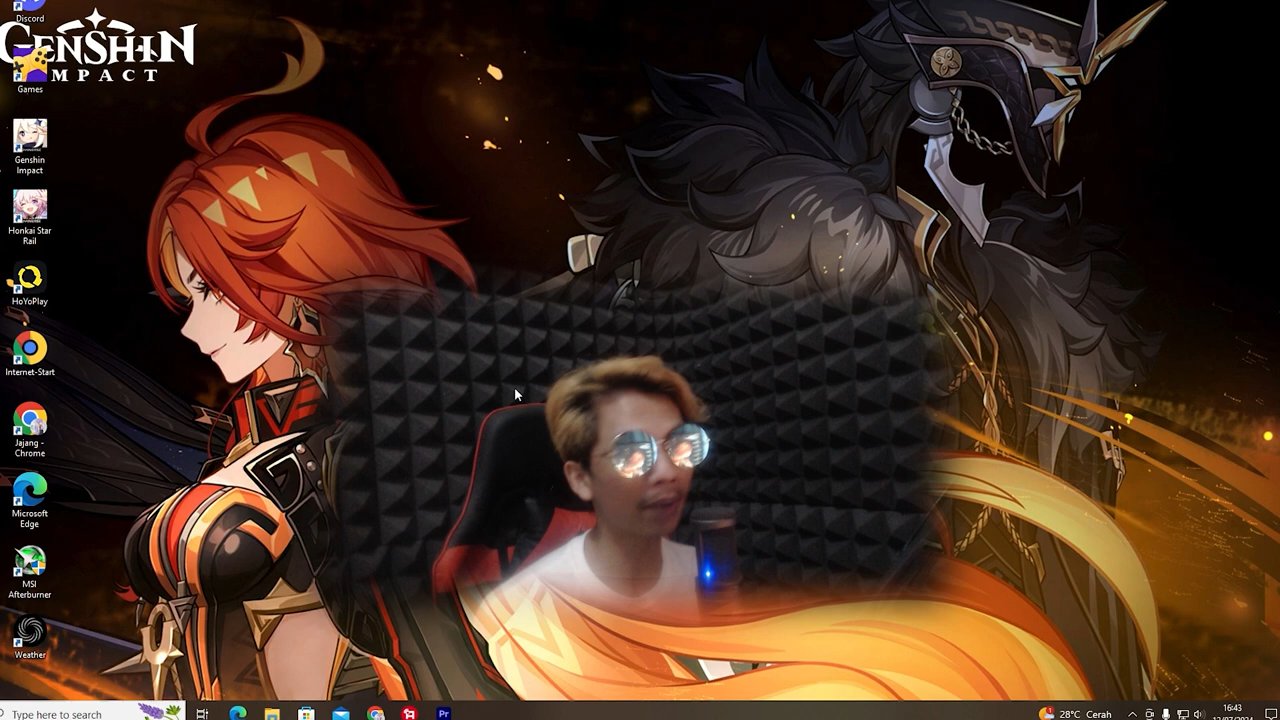 Discord
GENSHIN
IMPACT
Games
Genshin
Impact
Honkai Star
Rail
HoYoPlay
Internet-Start
Jajang -
Chrome
Microsoft
Edge
MSI
Afterburner
Weather
Type here to search
Pr
28°C Cerah
16:43